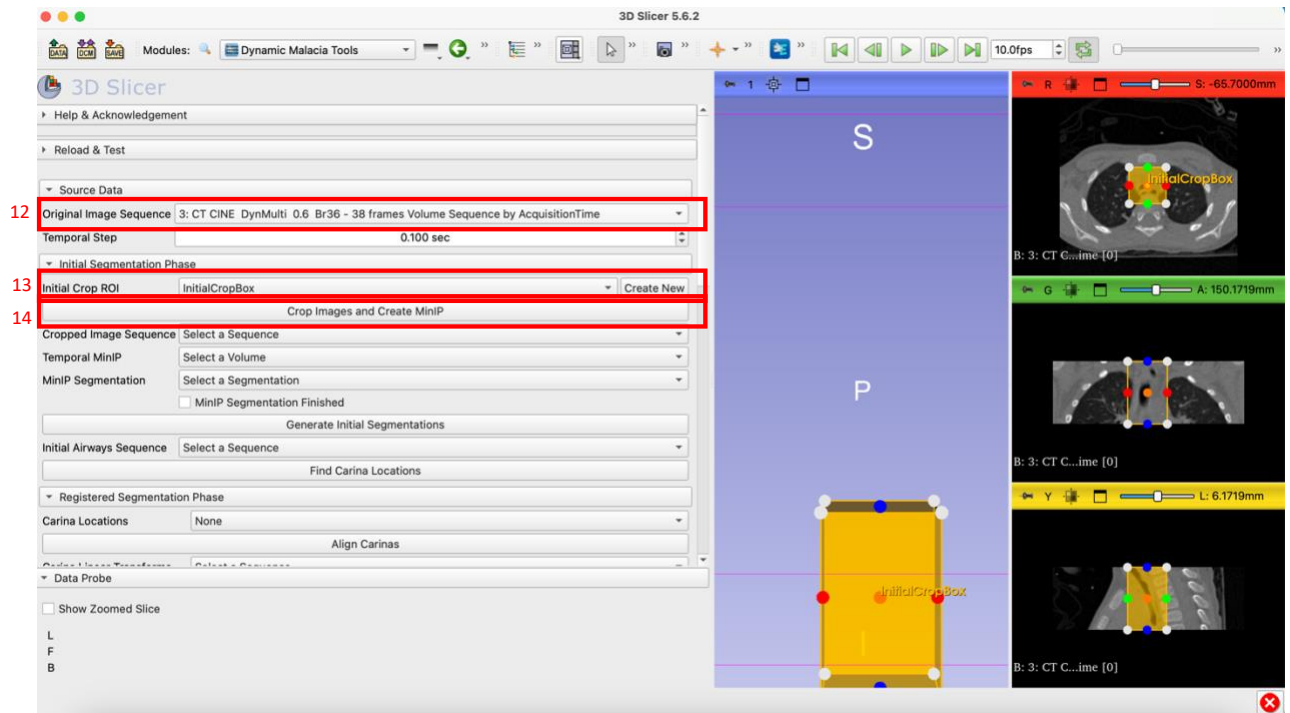 3D Slicer 5.6.2
DATA DCM SAVE Modules: Dynamic Malacia Tools » » » » » 10.0fps »
3D Slicer
Help & Acknowledgement
Reload & Test
Source Data
12 Original Image Sequence 3: CT CINE DynMulti 0.6 Br36 - 38 frames Volume Sequence by AcquisitionTime
Temporal Step 0.100 sec
Initial Segmentation Phase
13 Initial Crop ROI InitialCropBox Create New
14 Crop Images and Create MinIP
Cropped Image Sequence Select a Sequence
Temporal MinIP Select a Volume
MinIP Segmentation Select a Segmentation
MinIP Segmentation Finished
Generate Initial Segmentations
Initial Airways Sequence Select a Sequence
Find Carina Locations
Registered Segmentation Phase
Carina Locations None
Align Carinas
Data Probe
Show Zoomed Slice
L
F
B
1
S
P
InitialCropBox
I
R S: -65.7000mm
InitialCropBox
B: 3: CT C...ime [0]
G A: 150.1719mm
B: 3: CT C...ime [0]
Y L: 6.1719mm
B: 3: CT C...ime [0]